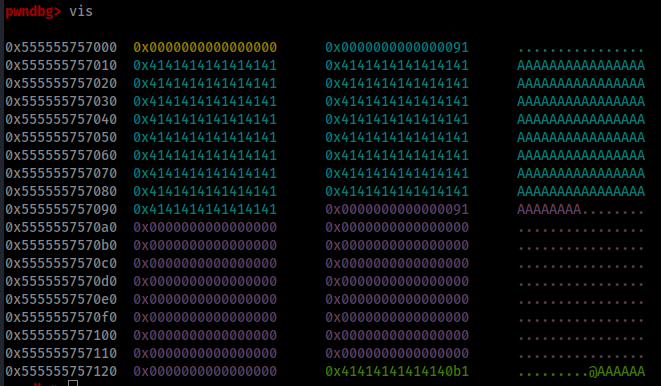 pwndbg> vis
0x555555757000 0x0000000000000000 0x0000000000000091 ................
0x555555757010 0x4141414141414141 0x4141414141414141 AAAAAAAAAAAAAAAA
0x555555757020 0x4141414141414141 0x4141414141414141 AAAAAAAAAAAAAAAA
0x555555757030 0x4141414141414141 0x4141414141414141 AAAAAAAAAAAAAAAA
0x555555757040 0x4141414141414141 0x4141414141414141 AAAAAAAAAAAAAAAA
0x555555757050 0x4141414141414141 0x4141414141414141 AAAAAAAAAAAAAAAA
0x555555757060 0x4141414141414141 0x4141414141414141 AAAAAAAAAAAAAAAA
0x555555757070 0x4141414141414141 0x4141414141414141 AAAAAAAAAAAAAAAA
0x555555757080 0x4141414141414141 0x4141414141414141 AAAAAAAAAAAAAAAA
0x555555757090 0x4141414141414141 0x0000000000000091 AAAAAAAA........
0x5555557570a0 0x0000000000000000 0x0000000000000000 ................
0x5555557570b0 0x0000000000000000 0x0000000000000000 ................
0x5555557570c0 0x0000000000000000 0x0000000000000000 ................
0x5555557570d0 0x0000000000000000 0x0000000000000000 ................
0x5555557570e0 0x0000000000000000 0x0000000000000000 ................
0x5555557570f0 0x0000000000000000 0x0000000000000000 ................
0x555555757100 0x0000000000000000 0x0000000000000000 ................
0x555555757110 0x0000000000000000 0x0000000000000000 ................
0x555555757120 0x0000000000000000 0x41414141414140b1 .........@AAAAAA